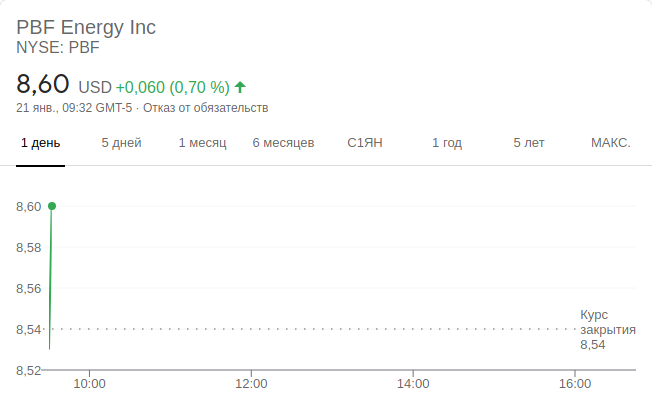 PBF Energy Inc
NYSE: PBF
8,60 USD +0,060 (0,70 %)
21 янв., 09:32 GMT-5 · Отказ от обязательств
1 день 5 дней 1 месяц 6 месяцев С1ЯН 1 год 5 лет МАКС.
8,60
8,58
8,56
8,54
8,52
Курс
закрытия
8,54
10:00 12:00 14:00 16:00